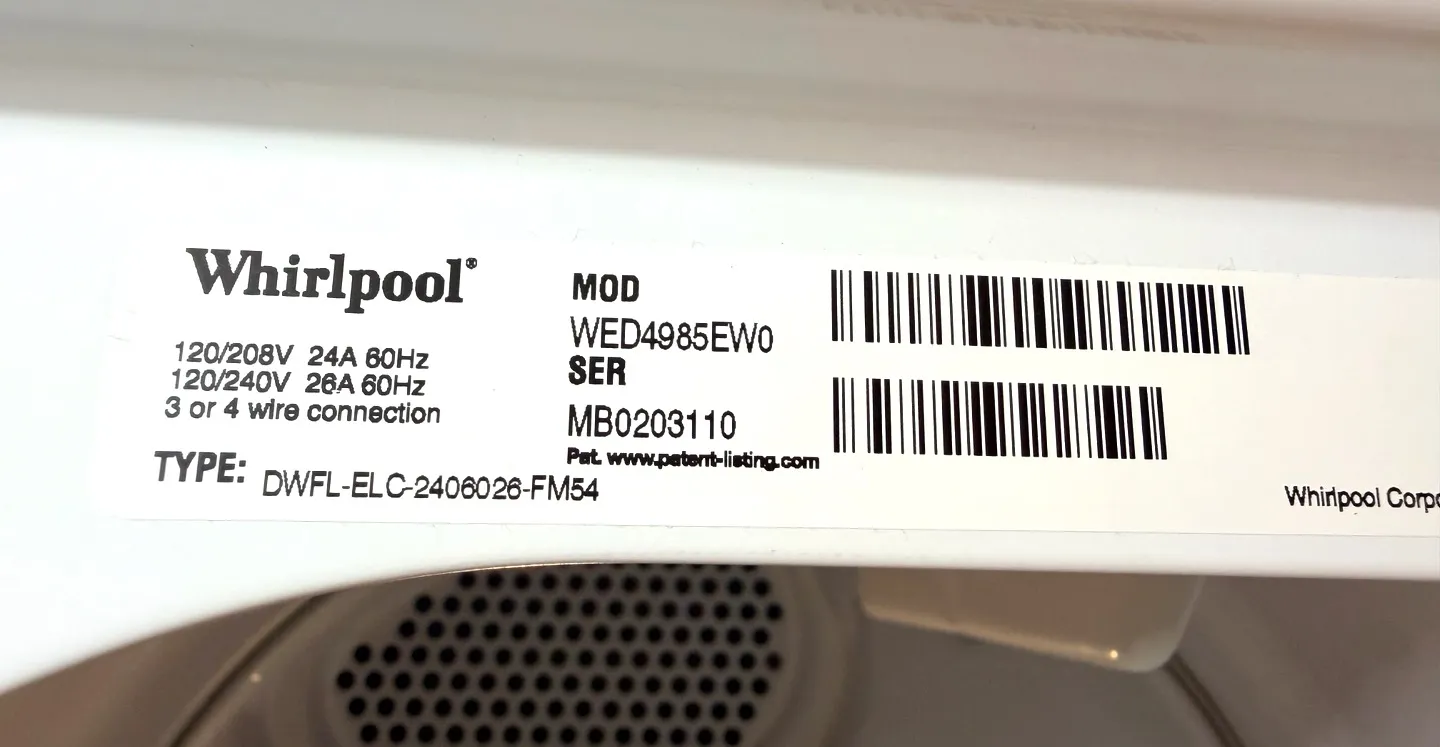 Whirlpool®
120/208V 24A 60Hz
120/240V 26A 60Hz
3 or 4 wire connection
TYPE: DWFL-ELC-2406026-FM54
MOD
WED4985EW0
SER
MB0203110
Pat. www.patent-listing.com
Whirlpool Corpo